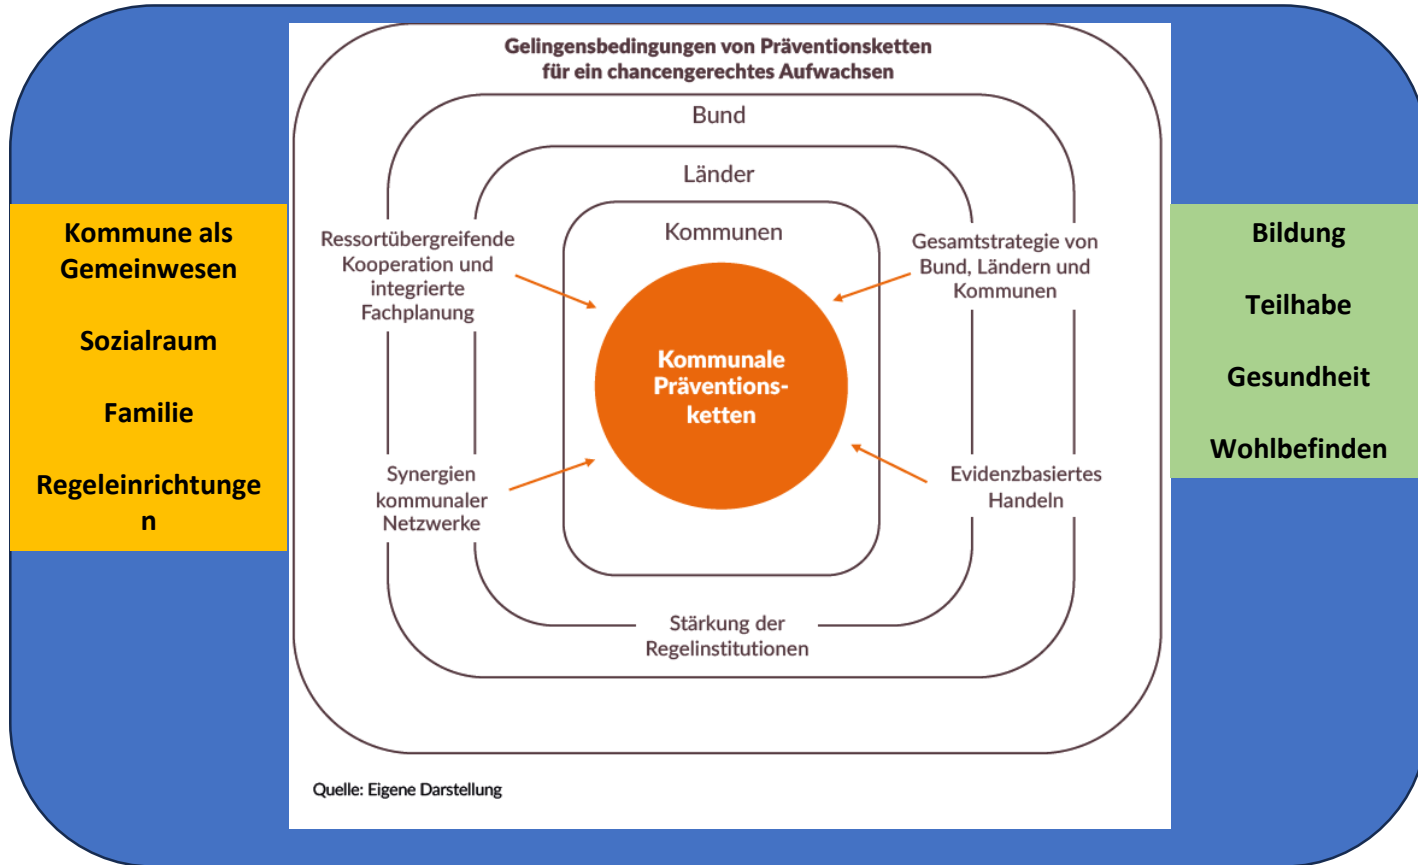 Gelingensbedingungen von Präventionsketten
für ein chancengerechtes Aufwachsen
Bund
Länder
Kommunen
Kommune als
Gemeinwesen
Sozialraum
Familie
Regeleinrichtunge
n
Ressortübergreifende
Kooperation und
integrierte
Fachplanung
Gesamtstrategie von
Bund, Ländern und
Kommunen
Kommunale
Präventions-
ketten
Synergien
kommunaler
Netzwerke
Evidenzbasiertes
Handeln
Stärkung der
Regelinstitutionen
Bildung
Teilhabe
Gesundheit
Wohlbefinden
Quelle: Eigene Darstellung